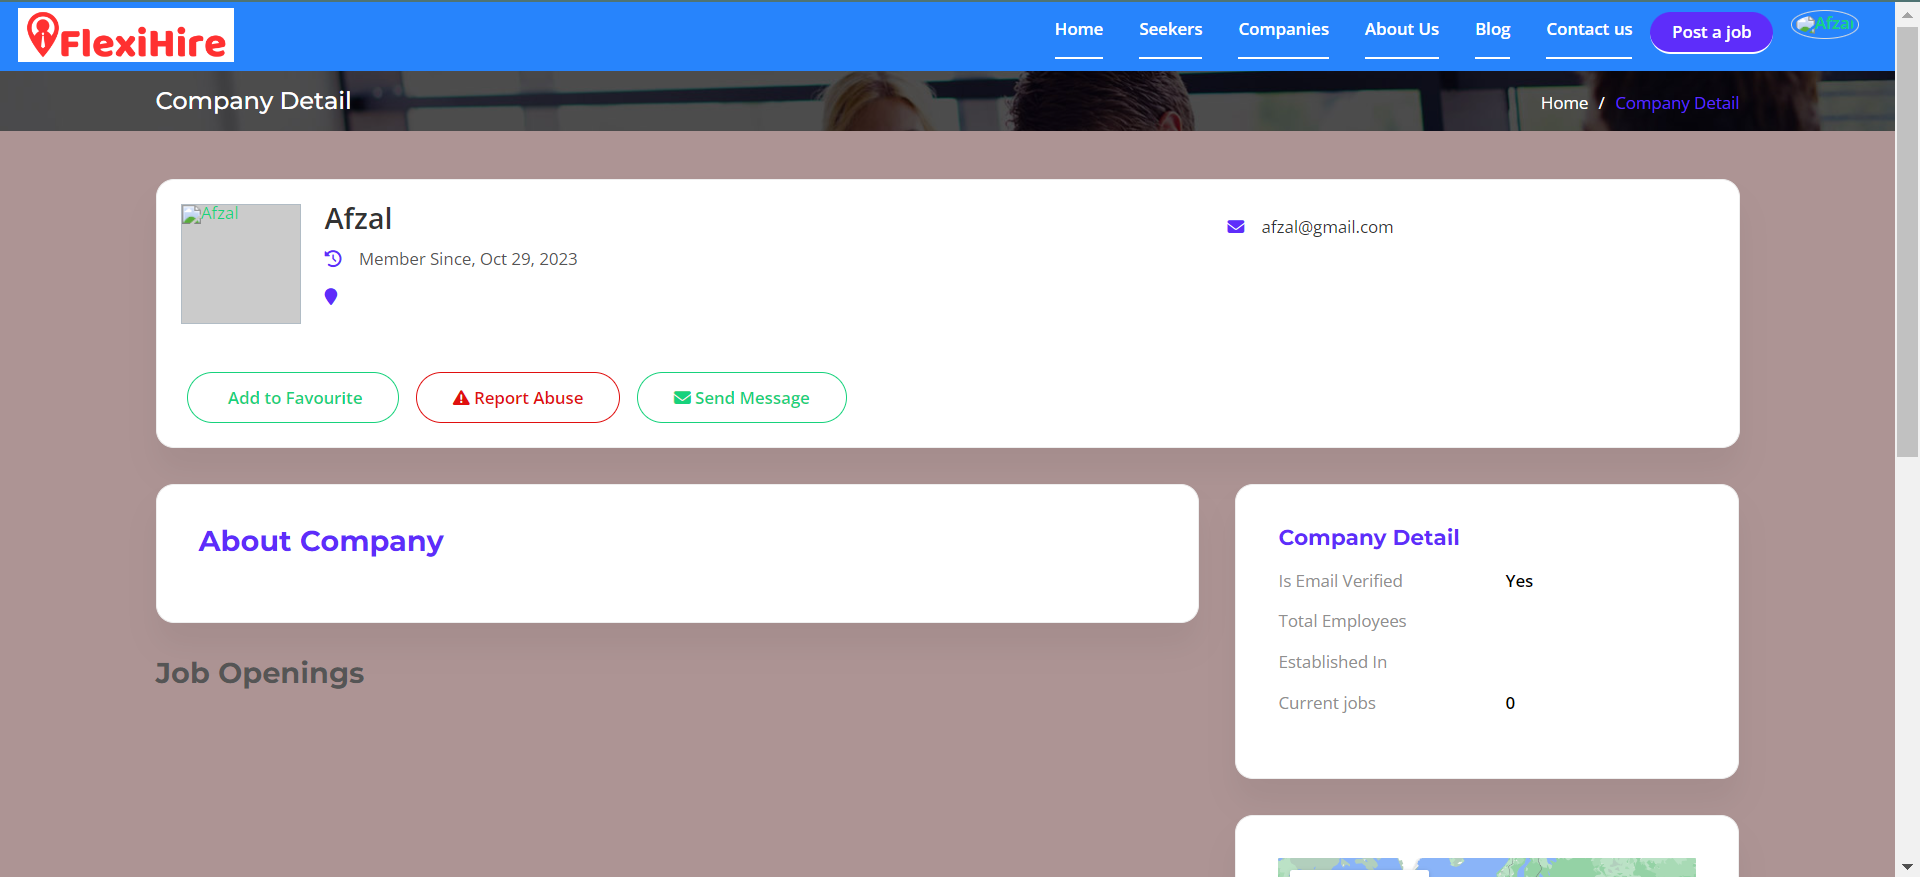 FlexiHire
Home
Seekers
Companies
About Us
Blog
Contact us
Post a job
Afzal
Company Detail
Home / Company Detail
Afzal
Afzal
Member Since, Oct 29, 2023
afzal@gmail.com
Add to Favourite
Report Abuse
Send Message
About Company
Job Openings
Company Detail
Is Email Verified Yes
Total Employees
Established In
Current jobs 0